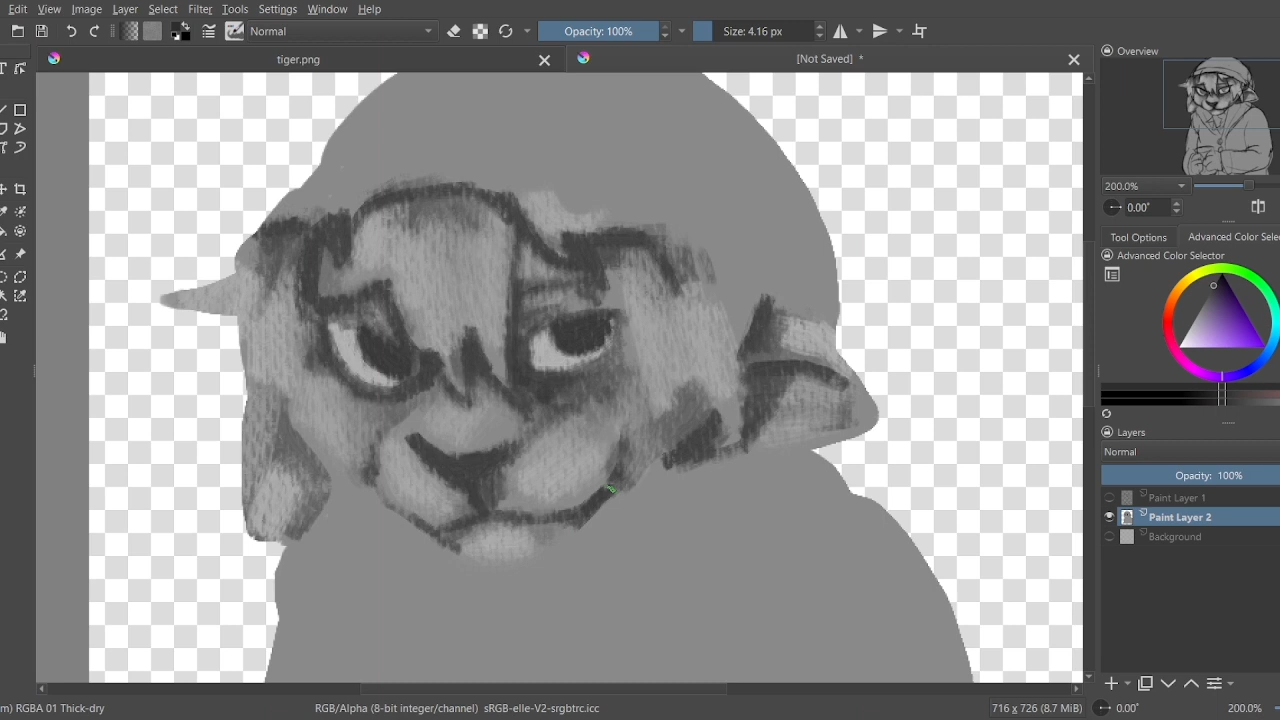 Edit View Image Layer Select Filter Tools Settings Window Help
Normal Opacity: 100% Size: 4.16 px
tiger.png [Not Saved] *
Overview
200.0%
0.00°
Tool Options Advanced Color Sele
Advanced Color Selector
Layers
Normal
Opacity: 100%
Paint Layer 1
Paint Layer 2
Background
m) RGBA 01 Thick-dry RGB/Alpha (8-bit integer/channel) sRGB-elle-V2-srgbtrc.icc 716 x 726 (8.7 MiB) 0.00° 200.0%